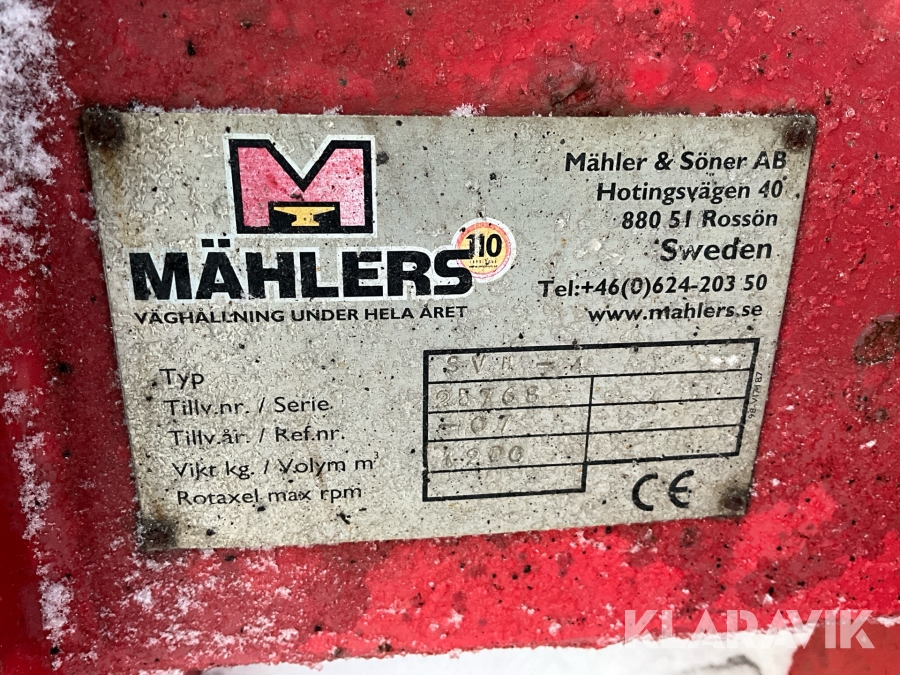 M
MÄHLERS
110
VÄGHÅLLNING UNDER HELA ÅRET
Mähler & Söner AB
Hotingsvägen 40
880 51 Rossön
Sweden
Tel:+46(0)624-203 50
www.mahlers.se
Typ
Tillv.nr. / Serie.
-07
Tillv.år. / Ref.nr.
1200
Vikt kg. / Volym m³
Rotaxel max rpm
CE
KLARAVIK